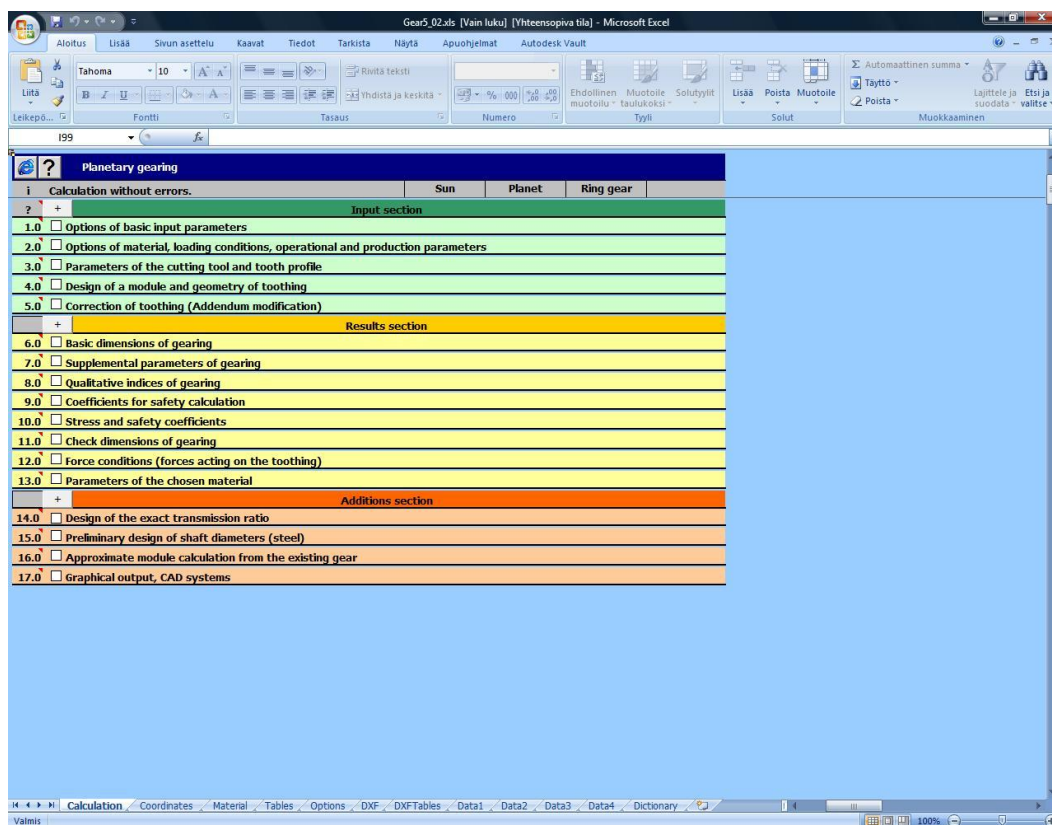 Gear5_02.xls [Vain luku] [Yhteensopiva tila] - Microsoft Excel
Aloitus Lisää Sivun asettelu Kaavat Tiedot Tarkista Näytä Apuohjelmat Autodesk Vault
Liitä
Tahoma 10 A A Rivitä teksti Σ Automaattinen summa
B I U A Yhdistä ja keskitä % 000 Ehdollinen muotoilu Muotoile taulukoksi Solutyylit Lisää Poista Muotoile Täyttö Lajittele ja suodata Etsi ja valitse
Poista
Leikepö... Fontti Tasaus Numero Tyyli Solut Muokkaaminen
I99 fx
? Planetary gearing
i Calculation without errors. Sun Planet Ring gear
? + Input section
1.0 Options of basic input parameters
2.0 Options of material, loading conditions, operational and production parameters
3.0 Parameters of the cutting tool and tooth profile
4.0 Design of a module and geometry of toothing
5.0 Correction of toothing (Addendum modification)
+ Results section
6.0 Basic dimensions of gearing
7.0 Supplemental parameters of gearing
8.0 Qualitative indices of gearing
9.0 Coefficients for safety calculation
10.0 Stress and safety coefficients
11.0 Check dimensions of gearing
12.0 Force conditions (forces acting on the toothing)
13.0 Parameters of the chosen material
+ Additions section
14.0 Design of the exact transmission ratio
15.0 Preliminary design of shaft diameters (steel)
16.0 Approximate module calculation from the existing gear
17.0 Graphical output, CAD systems
Calculation Coordinates Material Tables Options DXF DXFTables Data1 Data2 Data3 Data4 Dictionary
Valmis 100%